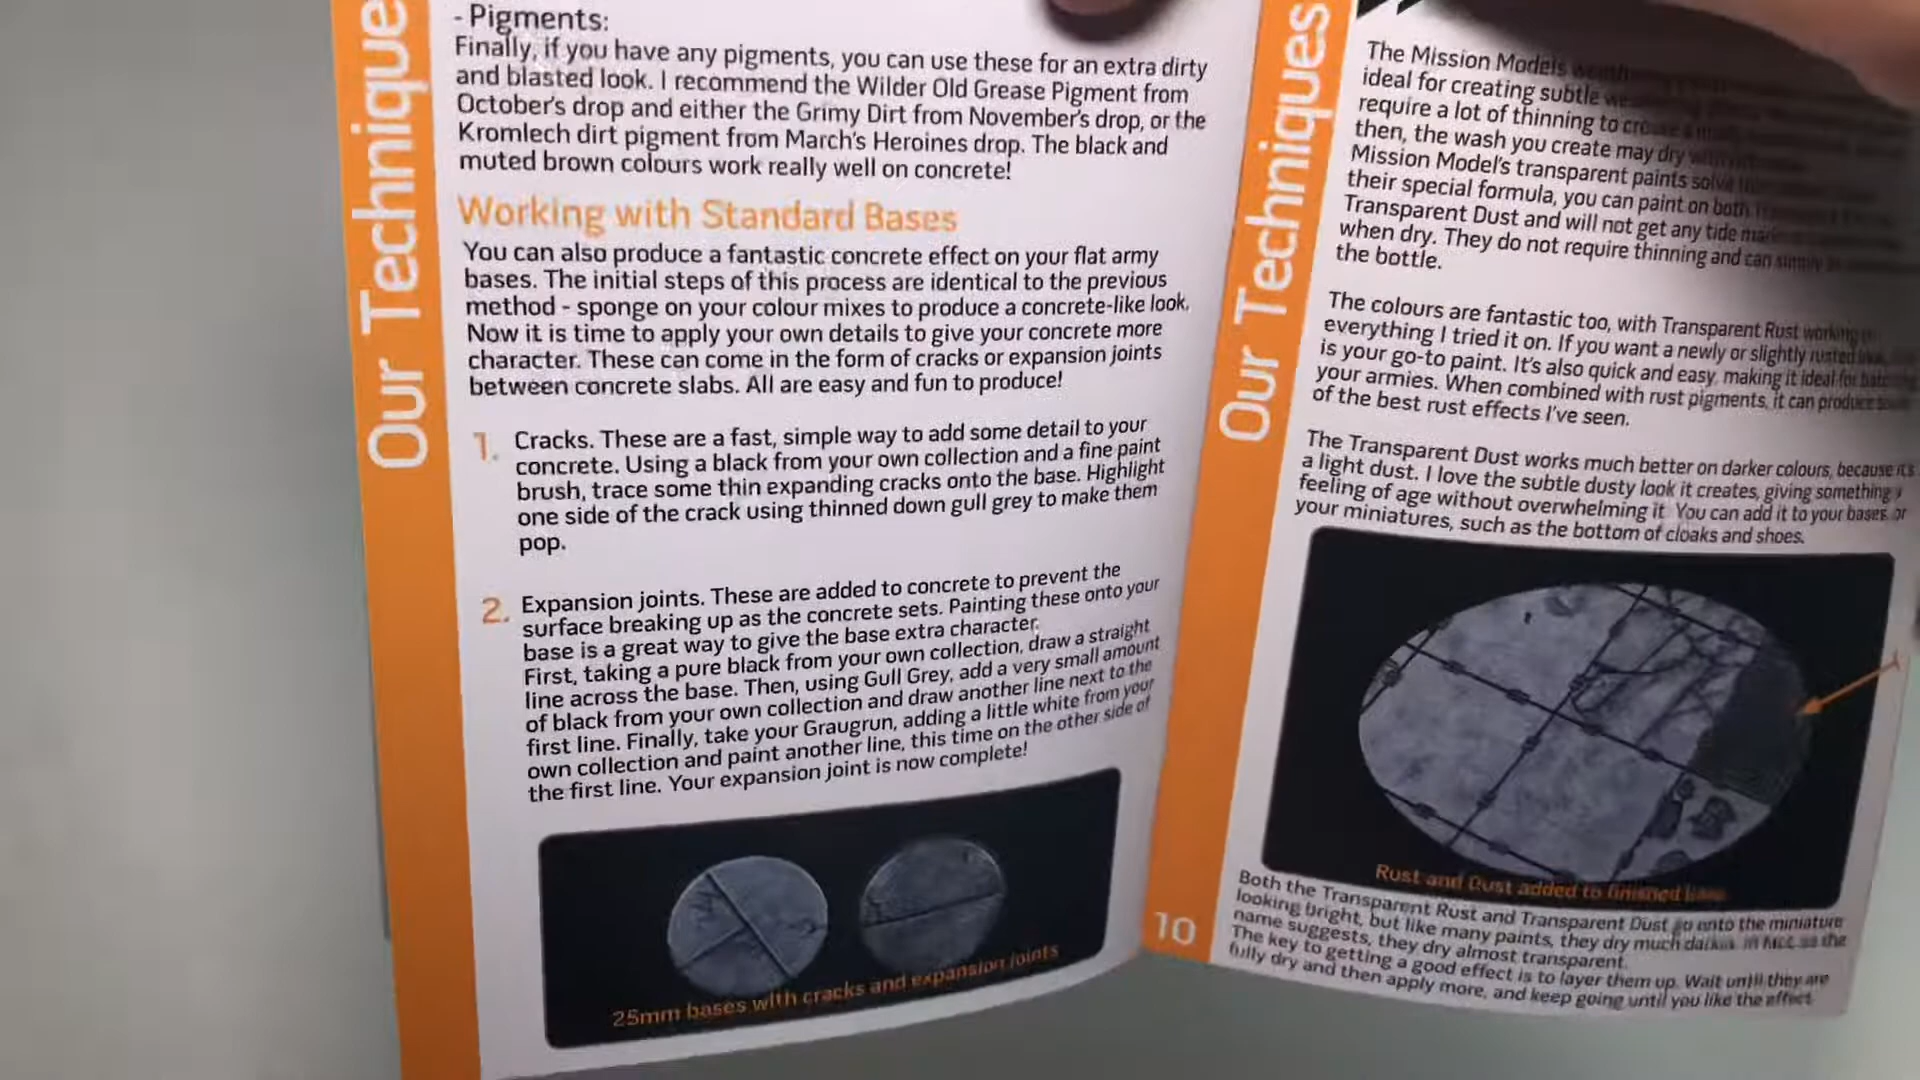 Our Technique
- Pigments:
Finally, if you have any pigments, you can use these for an extra dirty
and blasted look. I recommend the Wilder Old Grease Pigment from
October's drop and either the Grimy Dirt from November's drop, or the
Kromlech dirt pigment from March's Heroines drop. The black and
muted brown colours work really well on concrete!
Working with Standard Bases
You can also produce a fantastic concrete effect on your flat army
bases. The initial steps of this process are identical to the previous
method - sponge on your colour mixes to produce a concrete-like look.
Now it is time to apply your own details to give your concrete more
character. These can come in the form of cracks or expansion joints
between concrete slabs. All are easy and fun to produce!
1. Cracks. These are a fast, simple way to add some detail to your
concrete. Using a black from your own collection and a fine paint
brush, trace some thin expanding cracks onto the base. Highlight
one side of the crack using thinned down gull grey to make them
pop.
2. Expansion joints. These are added to concrete to prevent the
surface breaking up as the concrete sets. Painting these onto your
base is a great way to give the base extra character.
First, taking a pure black from your own collection, draw a straight
line across the base. Then, using Gull Grey, add a very small amount
of black from your own collection and draw another line next to the
first line. Finally, take your Graugrun, adding a little white from your
own collection and paint another line, this time on the other side of
the first line. Your expansion joint is now complete!
25mm bases with cracks and expansion joints
10
Our Techniques
The Mission Models
ideal for creating subtle
require a lot of thinning to
then, the wash you create may dry
Mission Model's transparent paints solve
their special formula, you can paint on both
Transparent Dust and will not get any tide
when dry. They do not require thinning and can
the bottle.
The colours are fantastic too, with Transparent Rust working
everything I tried it on. If you want a newly or slightly rusted
is your go-to paint. It's also quick and easy, making it ideal for
your armies. When combined with rust pigments, it can produce some
of the best rust effects I've seen.
The Transparent Dust works much better on darker colours, because it's
a light dust. I love the subtle dusty look it creates, giving something a
feeling of age without overwhelming it. You can add it to your bases or
your miniatures, such as the bottom of cloaks and shoes.
Rust and Dust added to finished base
Both the Transparent Rust and Transparent Dust go onto the miniature
looking bright, but like many paints, they dry much darker. In fact, as the
name suggests, they dry almost transparent.
The key to getting a good effect is to layer them up. Wait until they are
fully dry and then apply more, and keep going until you like the effect